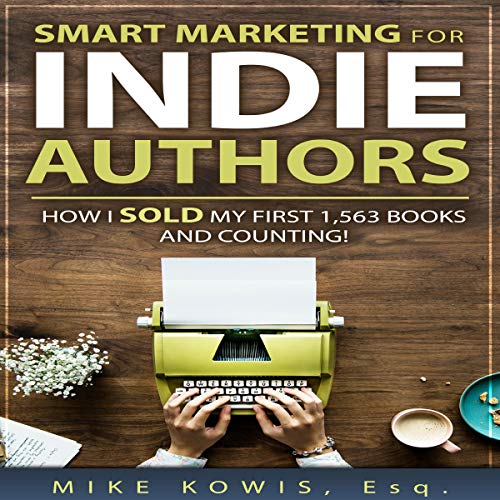 SMART MARKETING FOR
INDIE
AUTHORS
HOW I SOLD MY FIRST 1,563 BOOKS
AND COUNTING!
MIKE KOWIS, Esq.